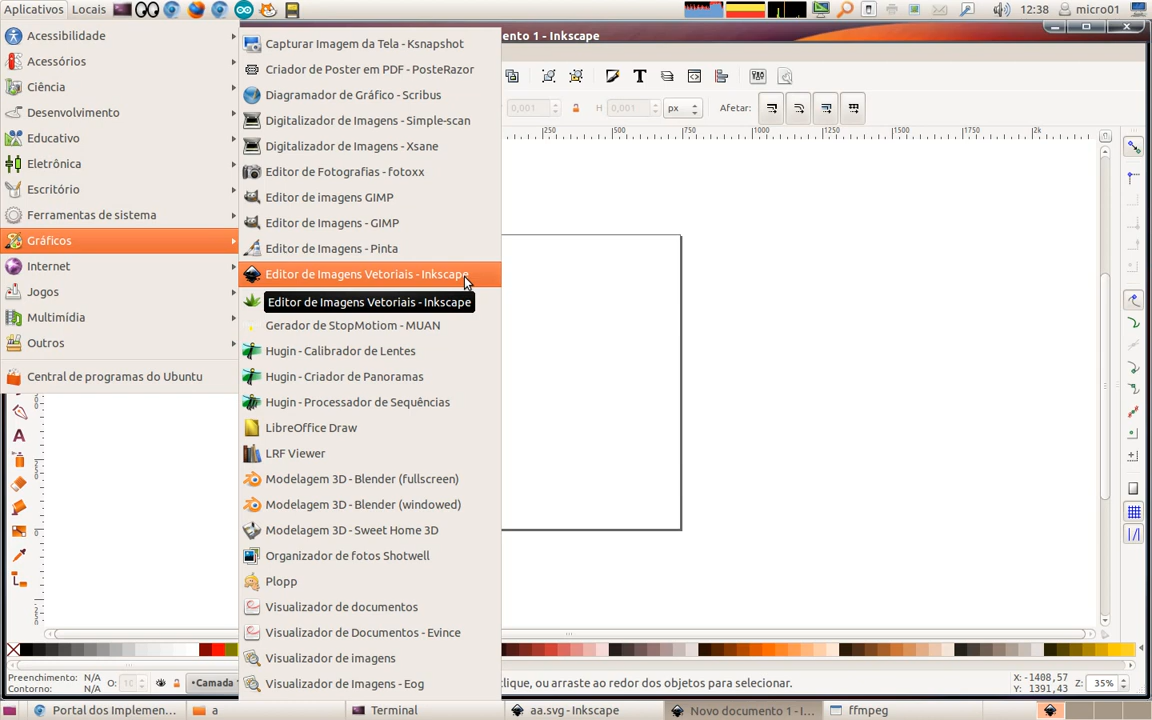 Aplicativos Locais 12:38 micro01
Acessibilidade
Acessórios
Ciência
Desenvolvimento
Educativo
Eletrônica
Escritório
Ferramentas de sistema
Gráficos
Internet
Jogos
Multimídia
Outros
Central de programas do Ubuntu
Capturar Imagem da Tela - Ksnapshot
Criador de Poster em PDF - PosteRazor
Diagramador de Gráfico - Scribus
Digitalizador de Imagens - Simple-scan
Digitalizador de Imagens - Xsane
Editor de Fotografias - fotoxx
Editor de imagens GIMP
Editor de Imagens - GIMP
Editor de Imagens - Pinta
Editor de Imagens Vetoriais - Inkscape
Editor de Imagens Vetoriais - Inkscape
Gerador de StopMotiom - MUAN
Hugin - Calibrador de Lentes
Hugin - Criador de Panoramas
Hugin - Processador de Sequências
LibreOffice Draw
LRF Viewer
Modelagem 3D - Blender (fullscreen)
Modelagem 3D - Blender (windowed)
Modelagem 3D - Sweet Home 3D
Organizador de fotos Shotwell
Plopp
Visualizador de documentos
Visualizador de Documentos - Evince
Visualizador de imagens
Visualizador de Imagens - Eog
mento 1 - Inkscape
0,001 H 0,001 px Afetar:
250 500 750 1000 1250 1500 1750 2k
Preenchimento: N/A
Contorno: N/A
O: 10
Camada
clique, ou arraste ao redor dos objetos para selecionar.
X: -1408,57
Y: 1391,43
Z: 35%
Portal dos Implemen... a Terminal aa.svg - Inkscape Novo documento 1 - I... ffmpeg